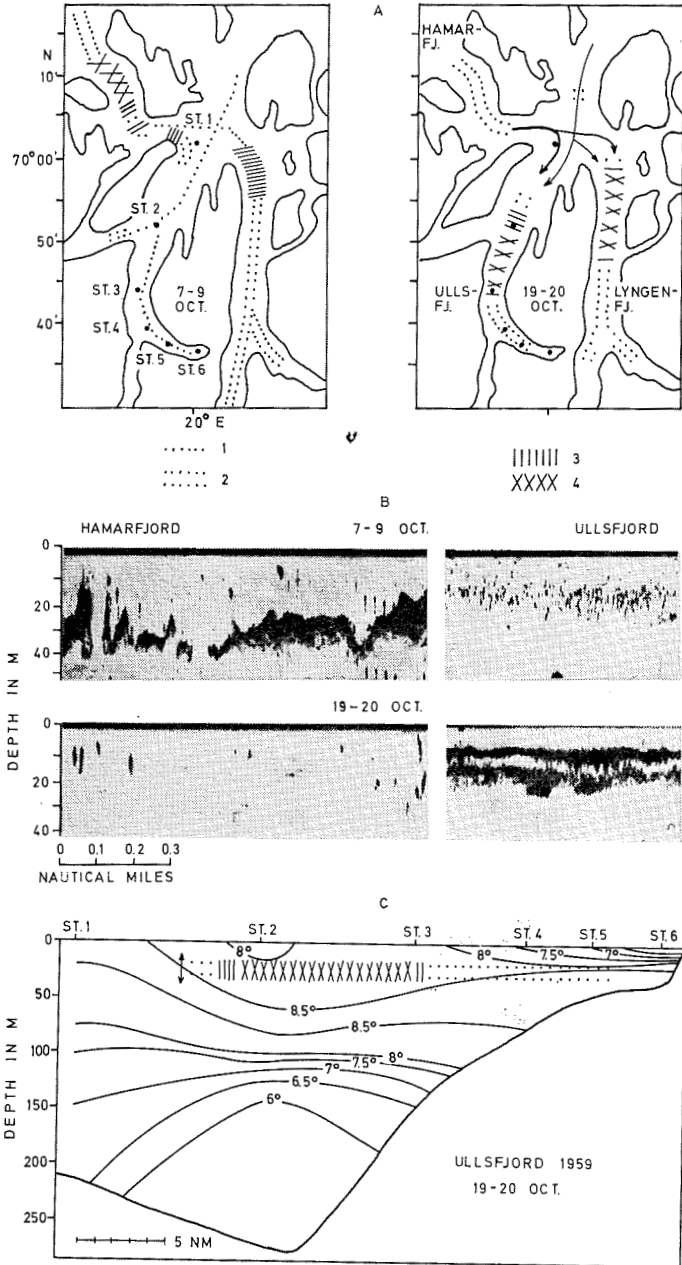 A
N
10'
70° 00'
50'
40'
ST. 1
ST. 2
ST. 3
ST. 4
ST. 5
ST. 6
7-9
OCT.
20° E
HAMAR-
FJ.
ULLS-
FJ.
19-20
OCT.
LYNGEN-
FJ.
1
2
3
4
B
HAMARFJORD 7-9 OCT. ULLSFJORD
0
20
40
19-20 OCT.
0
10
20
30
40
DEPTH IN M
0 0.1 0.2 0.3
NAUTICAL MILES
C
ST.1 ST.2 ST.3 ST.4 ST.5 ST.6
0
50
100
150
200
250
DEPTH IN M
8°
8° 7.5° 7°
8.5°
8.5°
8°
7.5°
7°
6.5°
6°
ULLSFJORD 1959
19-20 OCT.
5 NM